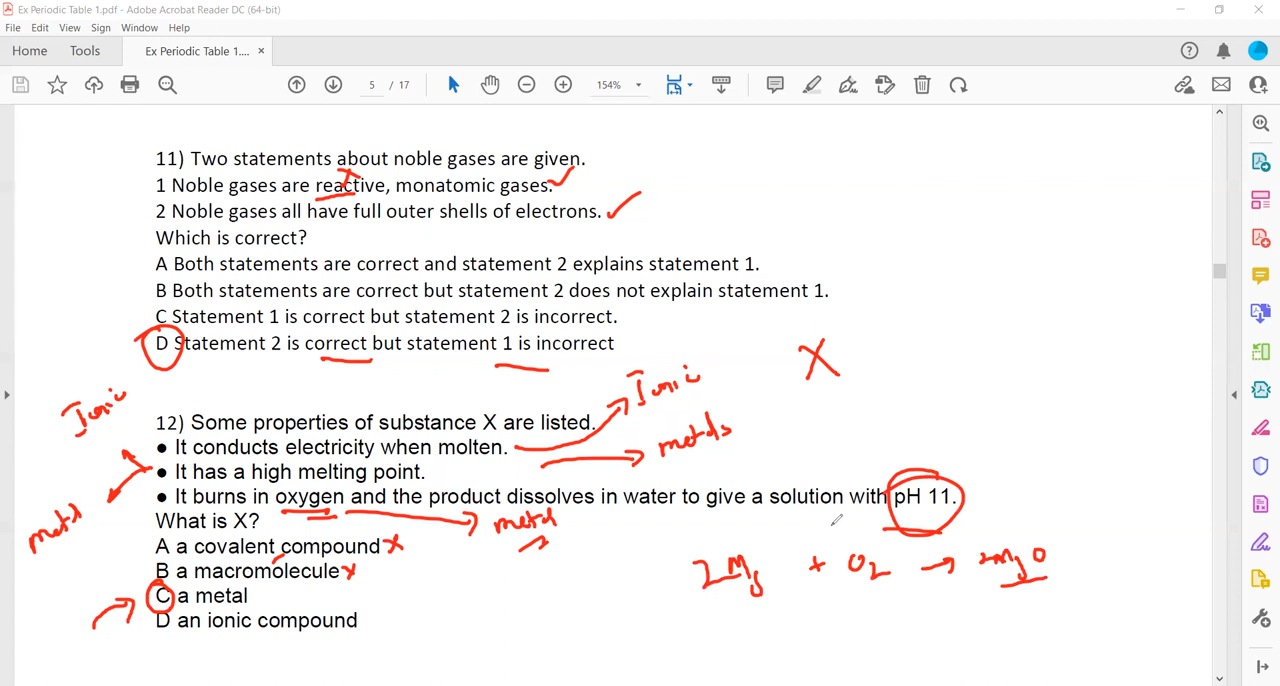 Ex Periodic Table 1.pdf - Adobe Acrobat Reader DC (64-bit)
File Edit View Sign Window Help
Home Tools Ex Periodic Table 1.... ×
5 / 17 154%
11) Two statements about noble gases are given.
1 Noble gases are reactive, monatomic gases.
2 Noble gases all have full outer shells of electrons.
Which is correct?
A Both statements are correct and statement 2 explains statement 1.
B Both statements are correct but statement 2 does not explain statement 1.
C Statement 1 is correct but statement 2 is incorrect.
D Statement 2 is correct but statement 1 is incorrect
X
Ionic
Ionic
12) Some properties of substance X are listed.
● It conducts electricity when molten.
metals
● It has a high melting point.
● It burns in oxygen and the product dissolves in water to give a solution with pH 11.
metal
What is X?
metal
A a covalent compound x
B a macromolecule x
2Mg + O2 → 2MgO
C a metal
D an ionic compound